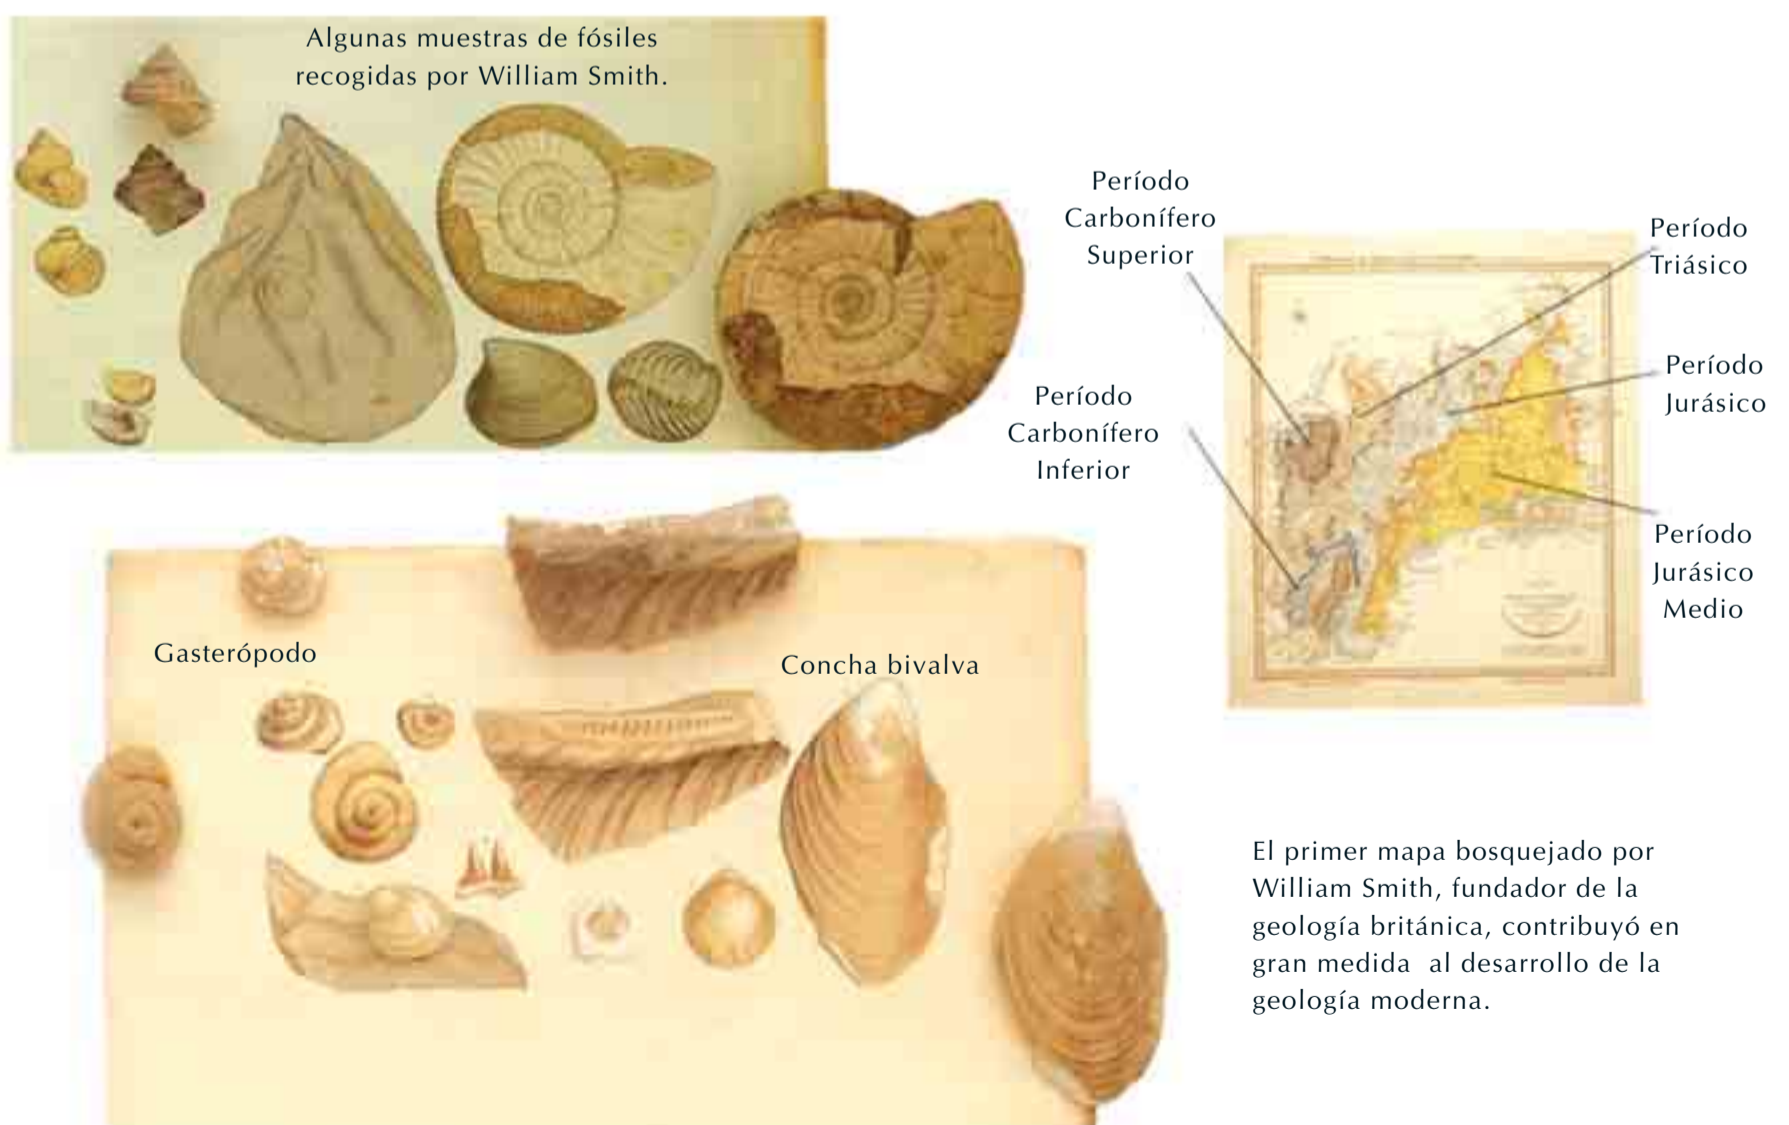 Algunas muestras de fósiles
recogidas por William Smith.
Período
Carbonífero
Superior
Período
Triásico
Período
Jurásico
Período
Carbonífero
Inferior
Período
Jurásico
Medio
Gasterópodo
Concha bivalva
El primer mapa bosquejado por
William Smith, fundador de la
geología británica, contribuyó en
gran medida  al desarrollo de la
geología moderna.